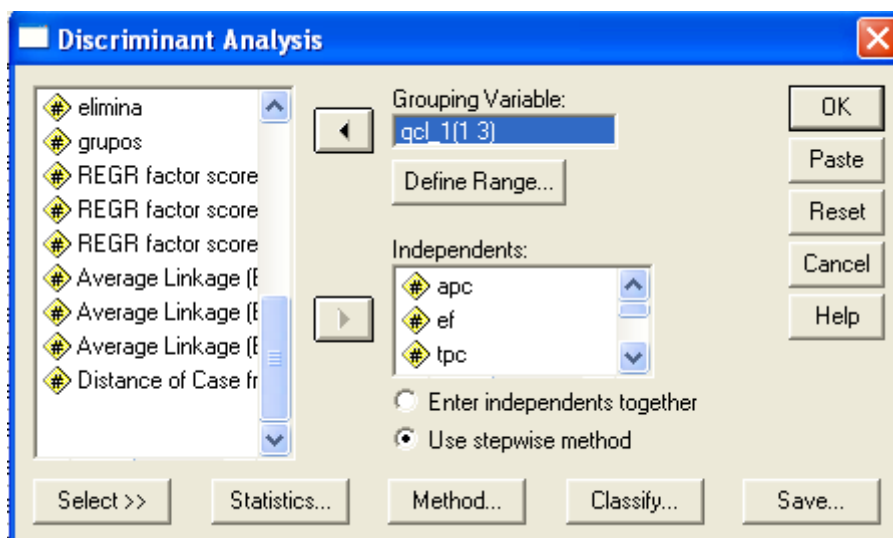 Discriminant Analysis
elimina
grupos
REGR factor score
REGR factor score
REGR factor score
Average Linkage (E
Average Linkage (E
Average Linkage (E
Distance of Case fr
Grouping Variable:
qcl_1(1 3)
Define Range...
Independents:
apc
ef
tpc
Enter independents together
Use stepwise method
OK
Paste
Reset
Cancel
Help
Select >>
Statistics...
Method...
Classify...
Save...